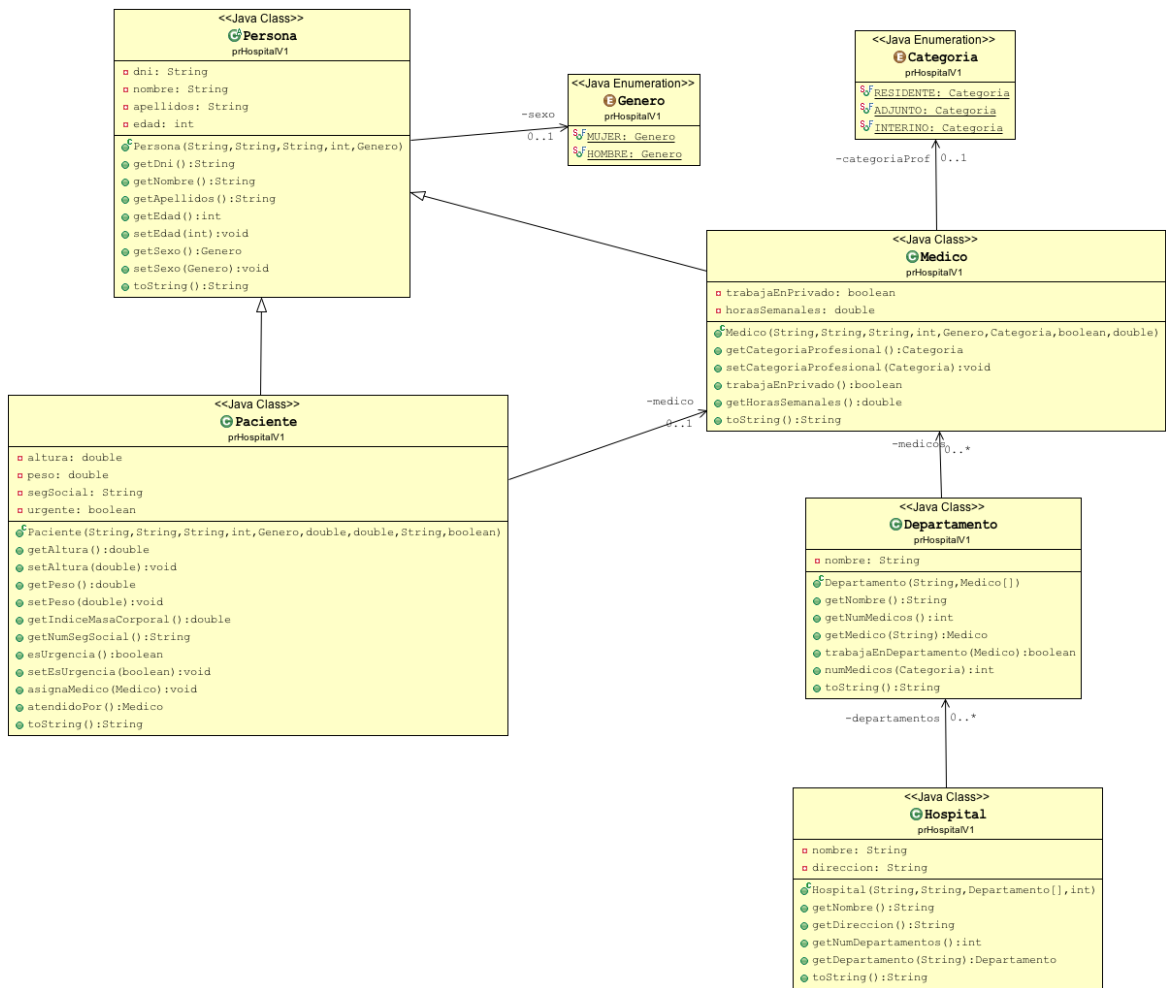 <<Java Class>>
Persona
prHospitalV1
dni: String
nombre: String
apellidos: String
edad: int
Persona(String,String,String,int,Genero)
getDni():String
getNombre():String
getApellidos():String
getEdad():int
setEdad(int):void
getSexo():Genero
setSexo(Genero):void
toString():String
-sexo
0..1
<<Java Enumeration>>
Genero
prHospitalV1
MUJER: Genero
HOMBRE: Genero
<<Java Enumeration>>
Categoria
prHospitalV1
RESIDENTE: Categoria
ADJUNTO: Categoria
INTERINO: Categoria
-categoriaProf
0..1
<<Java Class>>
Medico
prHospitalV1
trabajaEnPrivado: boolean
horasSemanales: double
Medico(String,String,String,int,Genero,Categoria,boolean,double)
getCategoriaProfesional():Categoria
setCategoriaProfesional(Categoria):void
trabajaEnPrivado():boolean
getHorasSemanales():double
toString():String
<<Java Class>>
Paciente
prHospitalV1
altura: double
peso: double
segSocial: String
urgente: boolean
Paciente(String,String,String,int,Genero,double,double,String,boolean)
getAltura():double
setAltura(double):void
getPeso():double
setPeso(double):void
getIndiceMasaCorporal():double
getNumSegSocial():String
esUrgencia():boolean
setEsUrgencia(boolean):void
asignaMedico(Medico):void
atendidoPor():Medico
toString():String
-medico
0..1
-medicos
0..*
<<Java Class>>
Departamento
prHospitalV1
nombre: String
Departamento(String,Medico[])
getNombre():String
getNumMedicos():int
getMedico(String):Medico
trabajaEnDepartamento(Medico):boolean
numMedicos(Categoria):int
toString():String
-departamentos
0..*
<<Java Class>>
Hospital
prHospitalV1
nombre: String
direccion: String
Hospital(String,String,Departamento[],int)
getNombre():String
getDireccion():String
getNumDepartamentos():int
getDepartamento(String):Departamento
toString():String